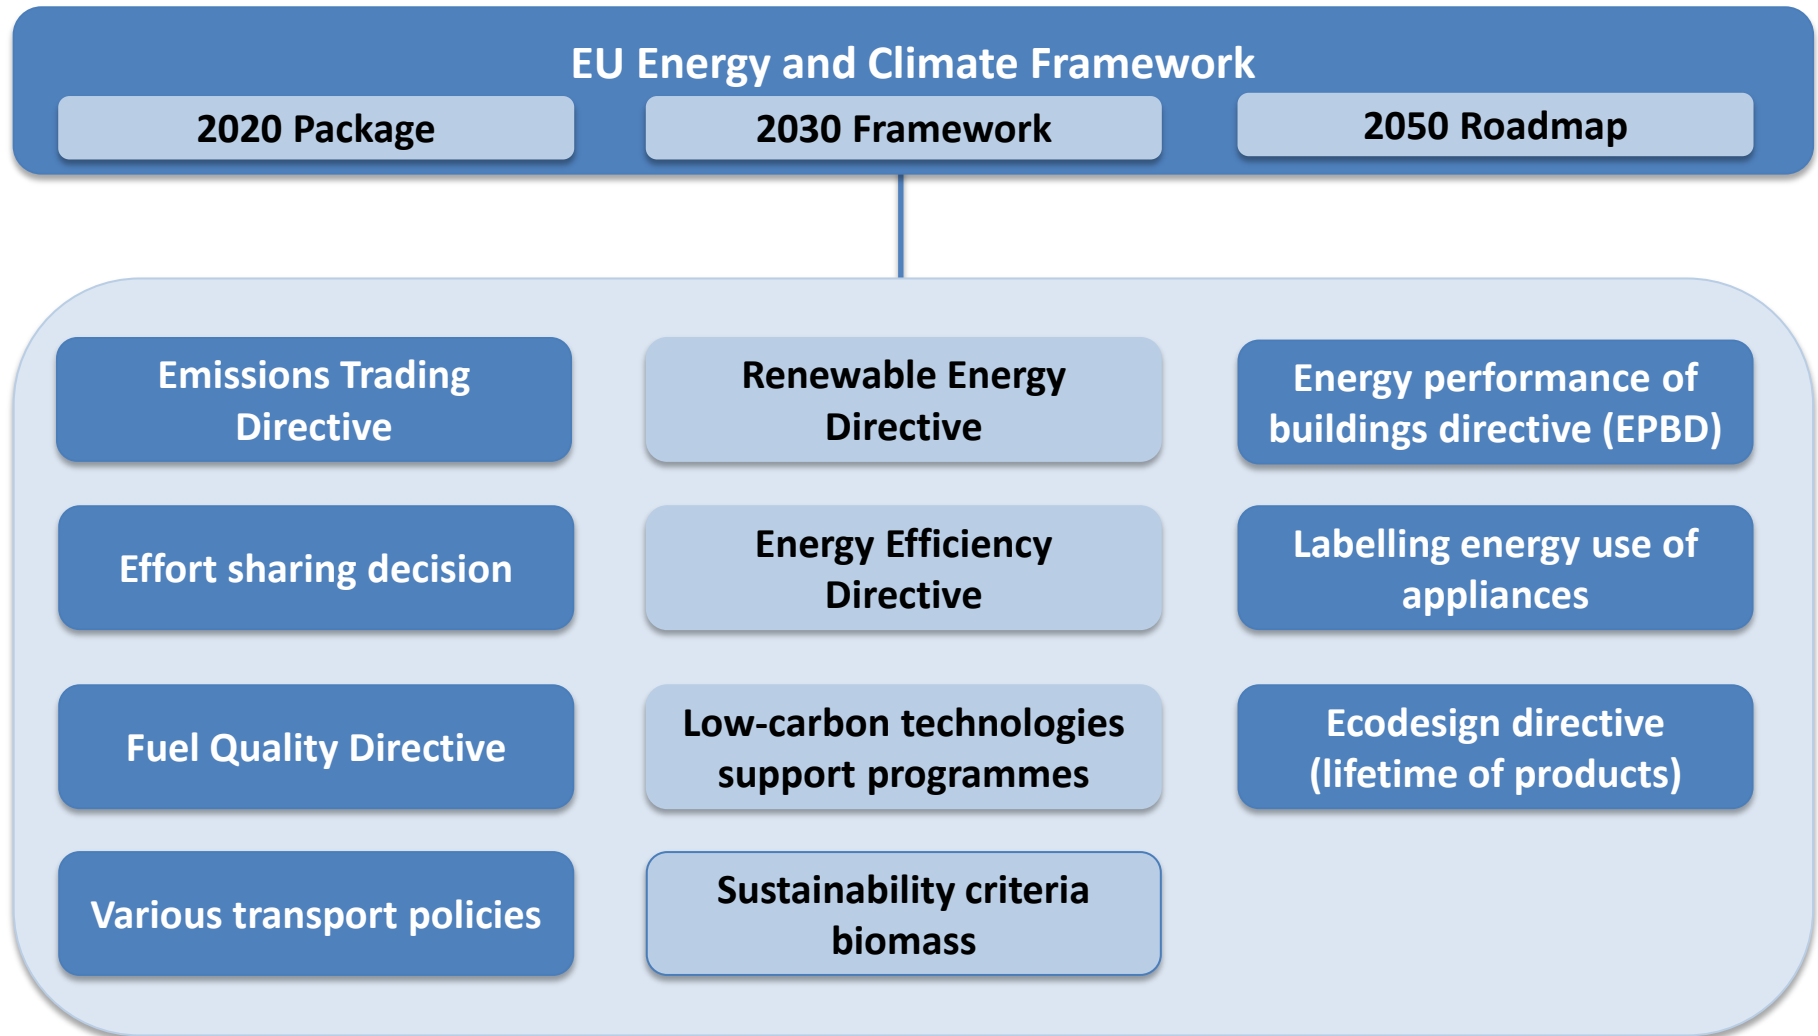 EU Energy and Climate Framework
2020 Package
2030 Framework
2050 Roadmap
Emissions Trading
Directive
Renewable Energy
Directive
Energy performance of
buildings directive (EPBD)
Effort sharing decision
Energy Efficiency
Directive
Labelling energy use of
appliances
Fuel Quality Directive
Low-carbon technologies
support programmes
Ecodesign directive
(lifetime of products)
Various transport policies
Sustainability criteria
biomass